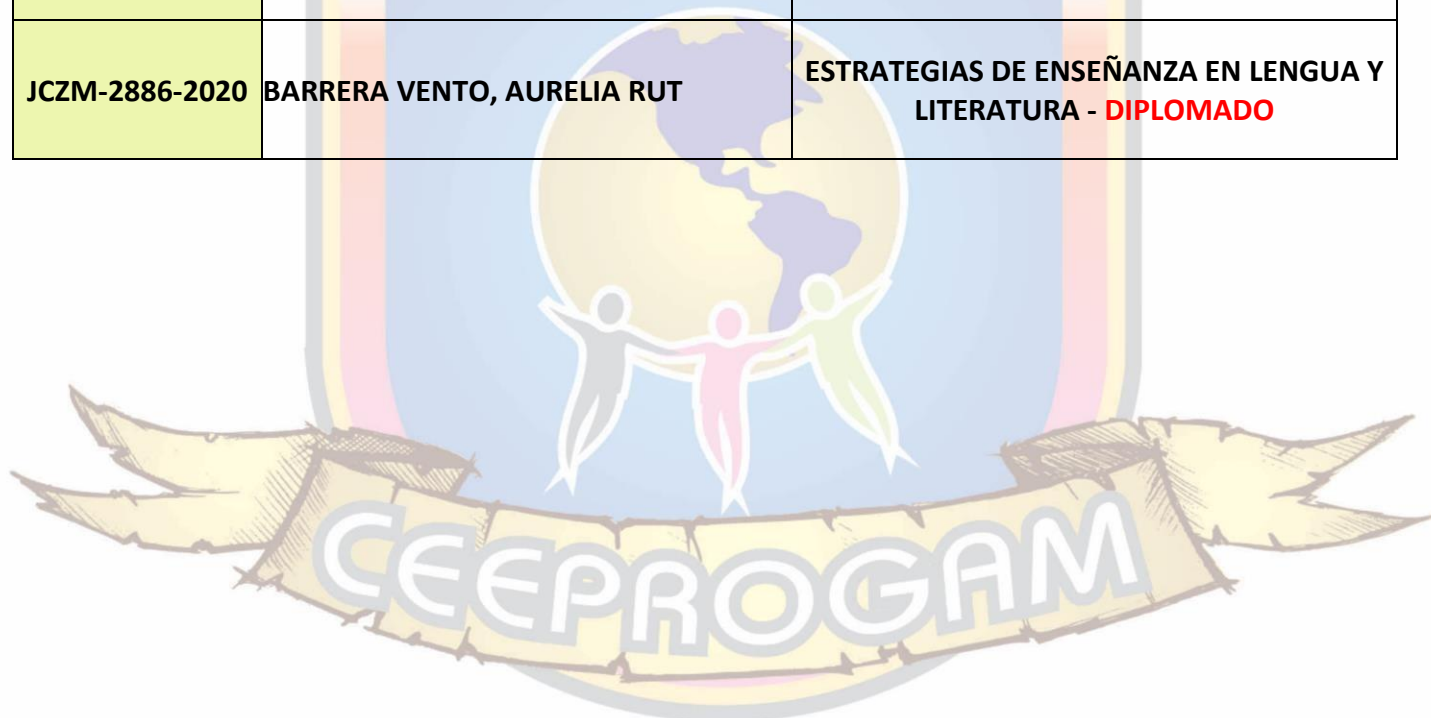 JCZM-2886-2020 BARRERA VENTO, AURELIA RUT
ESTRATEGIAS DE ENSEÑANZA EN LENGUA Y
LITERATURA - DIPLOMADO
CEEPROGAM